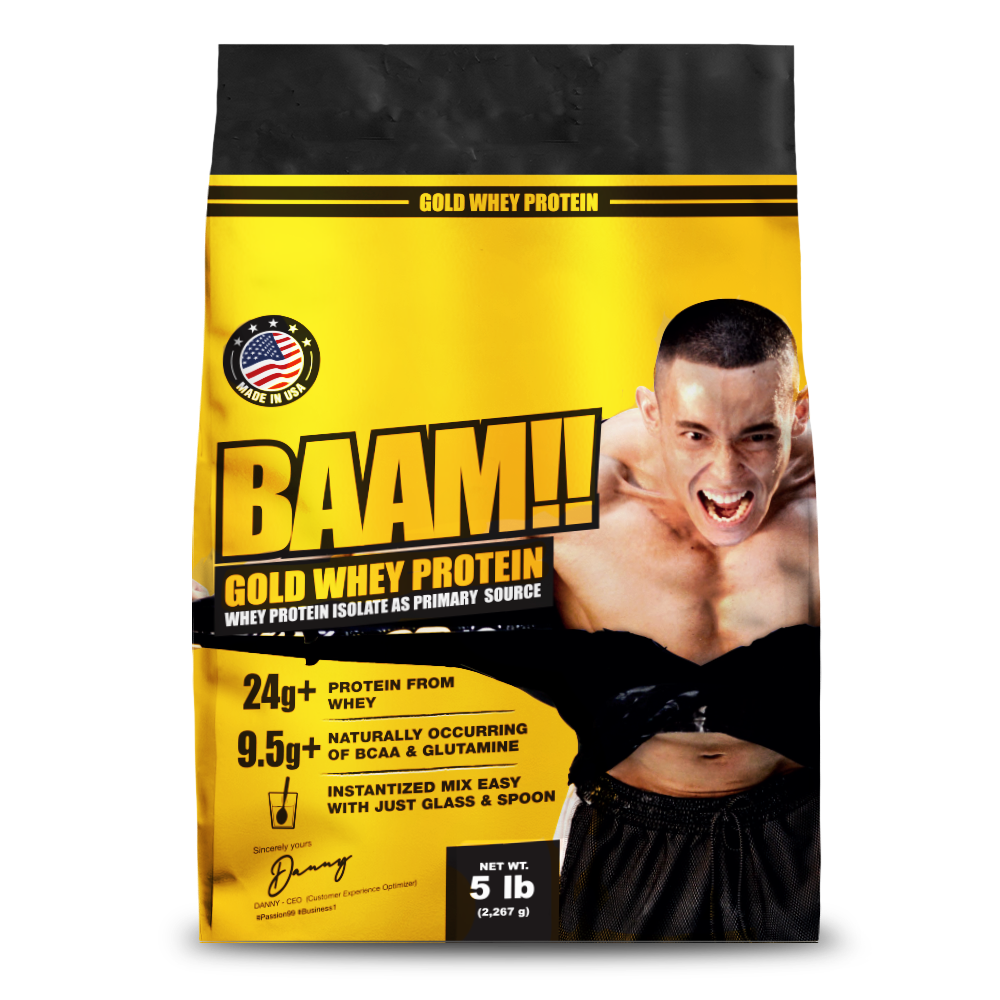 GOLD WHEY PROTEIN
MADE IN USA
BAAM!!
GOLD WHEY PROTEIN
WHEY PROTEIN ISOLATE AS PRIMARY SOURCE
24g+ PROTEIN FROM
WHEY
9.5g+ NATURALLY OCCURRING
OF BCAA & GLUTAMINE
INSTANTIZED MIX EASY
WITH JUST GLASS & SPOON
Sincerely yours
Danny
DANNY - CEO (Customer Experience Optimizer)
#Passion99 #Business1
NET WT.
5 lb
(2,267 g)